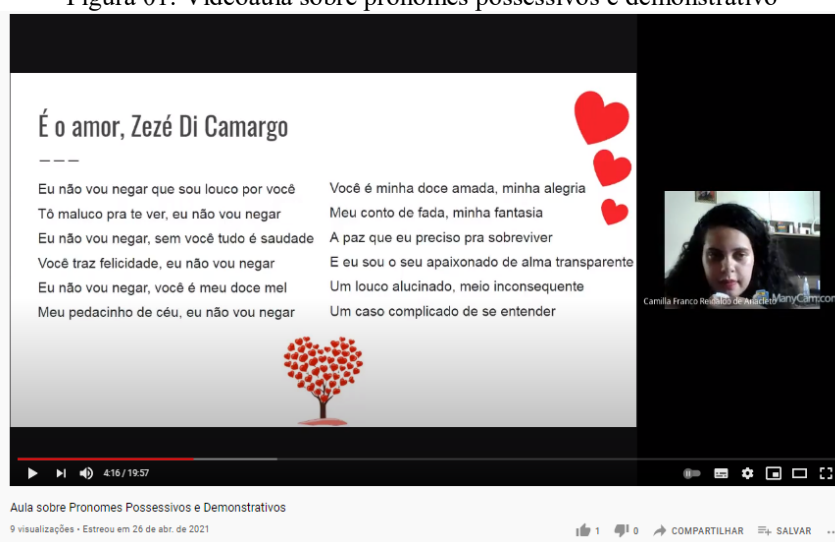 Figura 01: Videoaula sobre pronomes possessivos e demonstrativo
É o amor, Zezé Di Camargo
Eu não vou negar que sou louco por você
Tô maluco pra te ver, eu não vou negar
Eu não vou negar, sem você tudo é saudade
Você traz felicidade, eu não vou negar
Eu não vou negar, você é meu doce mel
Meu pedacinho de céu, eu não vou negar
Você é minha doce amada, minha alegria
Meu conto de fada, minha fantasia
A paz que eu preciso pra sobreviver
E eu sou o seu apaixonado de alma transparente
Um louco alucinado, meio inconsequente
Um caso complicado de se entender
Camilla Franco de ManyCam.com
4:16 / 19:57
Aula sobre Pronomes Possessivos e Demonstrativos
9 visualizações • Estreou em 26 de abr. de 2021
1 0 COMPARTILHAR SALVAR